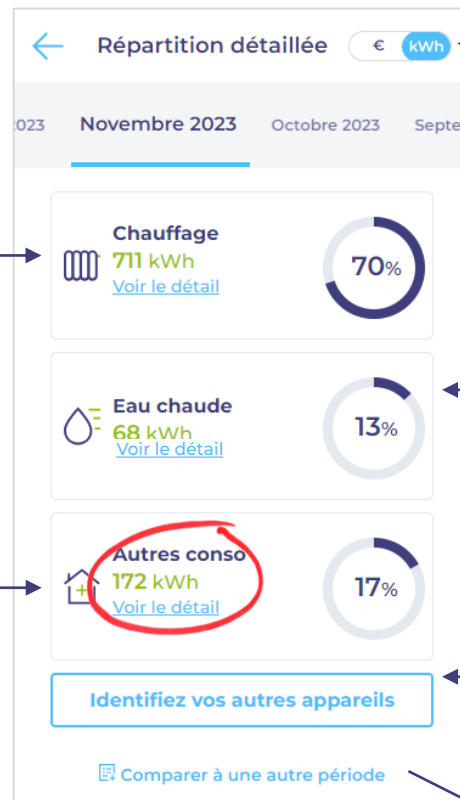 Répartition détaillée € kWh
2023 Novembre 2023 Octobre 2023 Septe
Chauffage
711 kWh
Voir le détail
70%
Eau chaude
68 kWh
Voir le détail
13%
Autres conso
172 kWh
Voir le détail
17%
Identifiez vos autres appareils
Comparer à une autre période